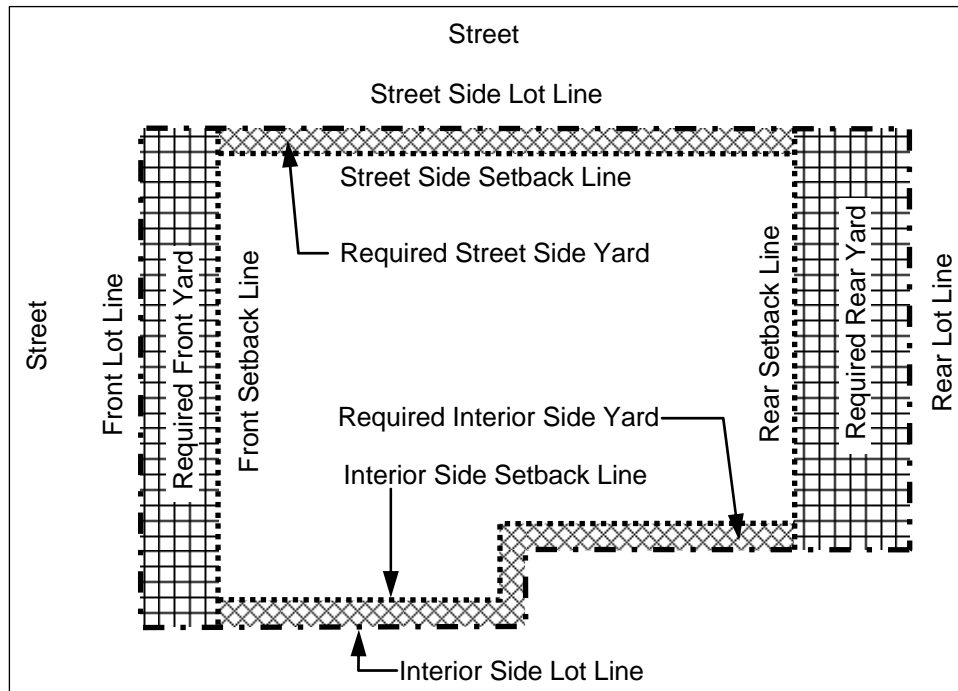 Street
Street Side Lot Line
Street Side Setback Line
Required Street Side Yard
Street
Front Lot Line
Required Front Yard
Front Setback Line
Rear Setback Line
Required Rear Yard
Rear Lot Line
Required Interior Side Yard
Interior Side Setback Line
Interior Side Lot Line